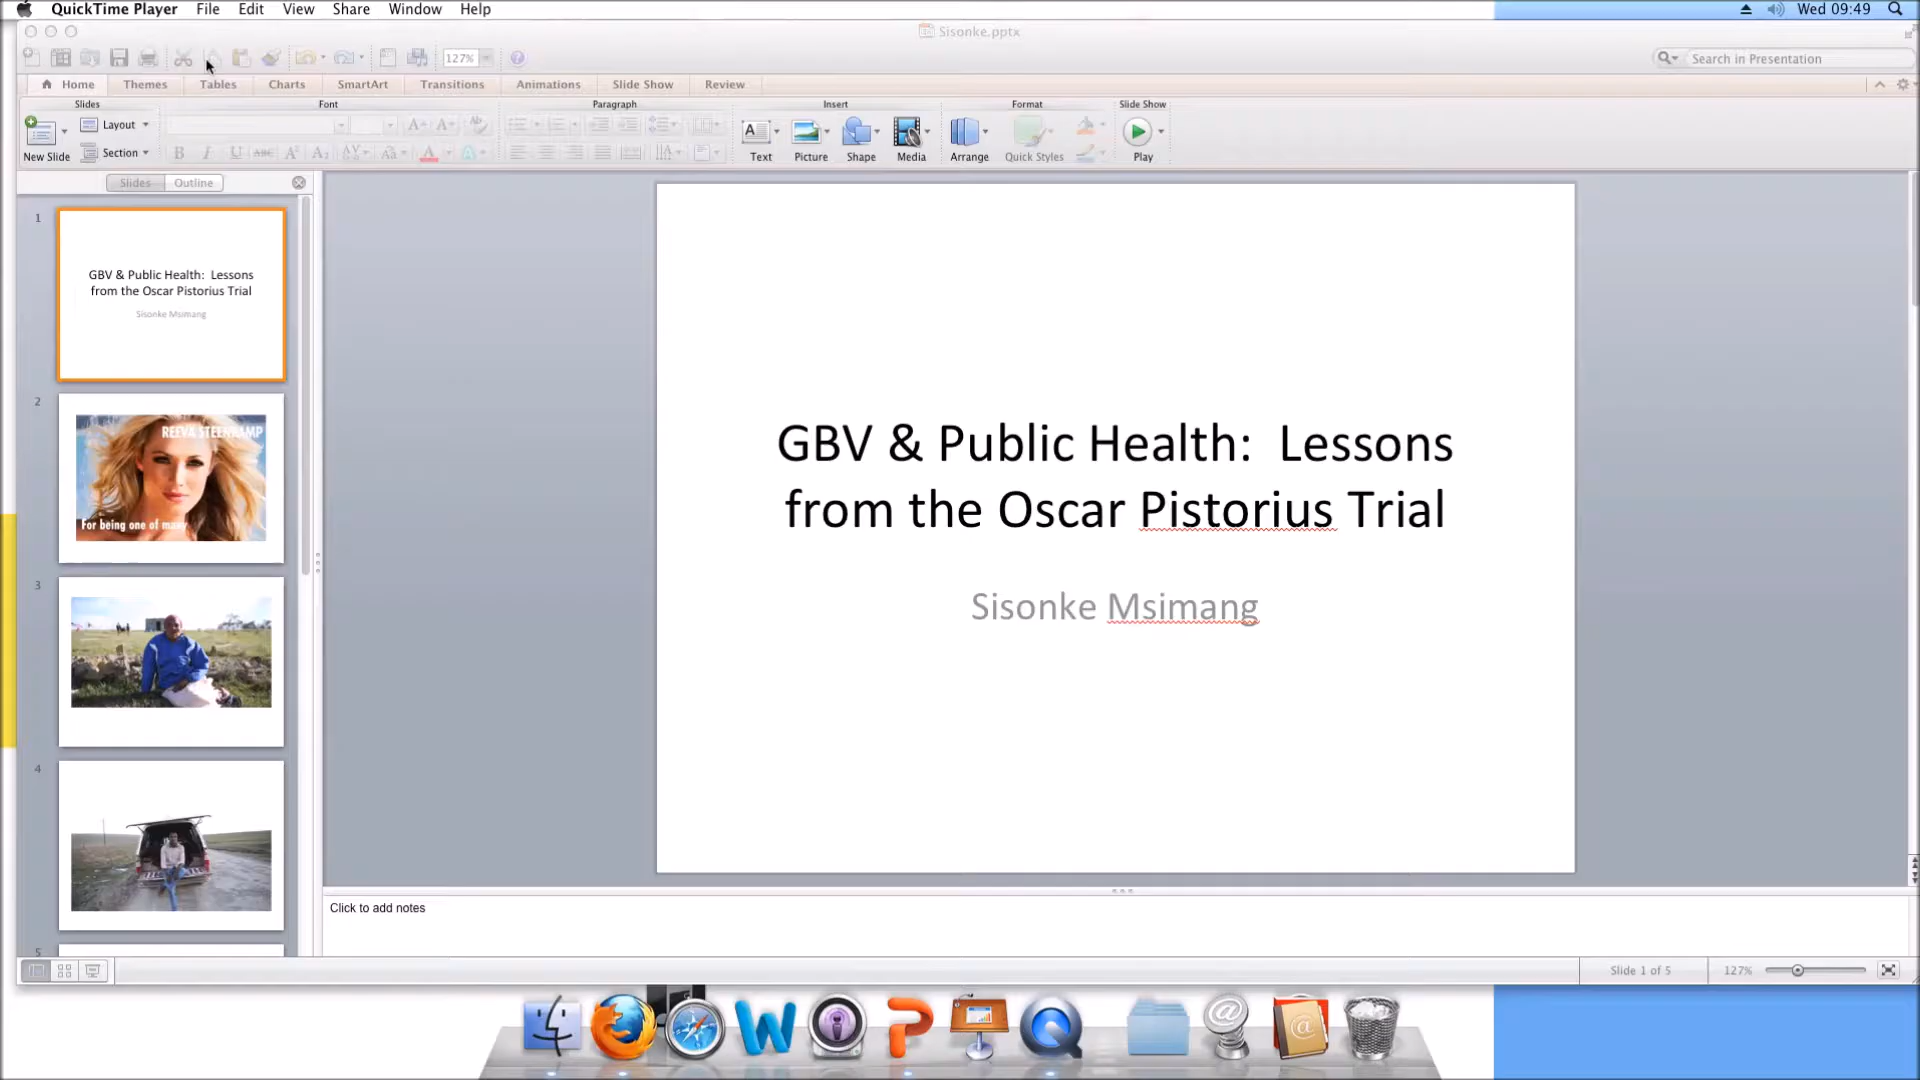 QuickTime Player File Edit View Share Window Help
Wed 09:49
Sisonke.pptx
127%
Search in Presentation
Home Themes Tables Charts SmartArt Transitions Animations Slide Show Review
Slides Font Paragraph Insert Format Slide Show
New Slide
Layout
Section
Text Picture Shape Media Arrange Quick Styles Play
Slides Outline
1
GBV & Public Health: Lessons
from the Oscar Pistorius Trial
Sisonke Msimang
2
REEVA STEENKAMP
For being one of many
3
4
5
GBV & Public Health: Lessons
from the Oscar Pistorius Trial
Sisonke Msimang
Click to add notes
Slide 1 of 5
127%